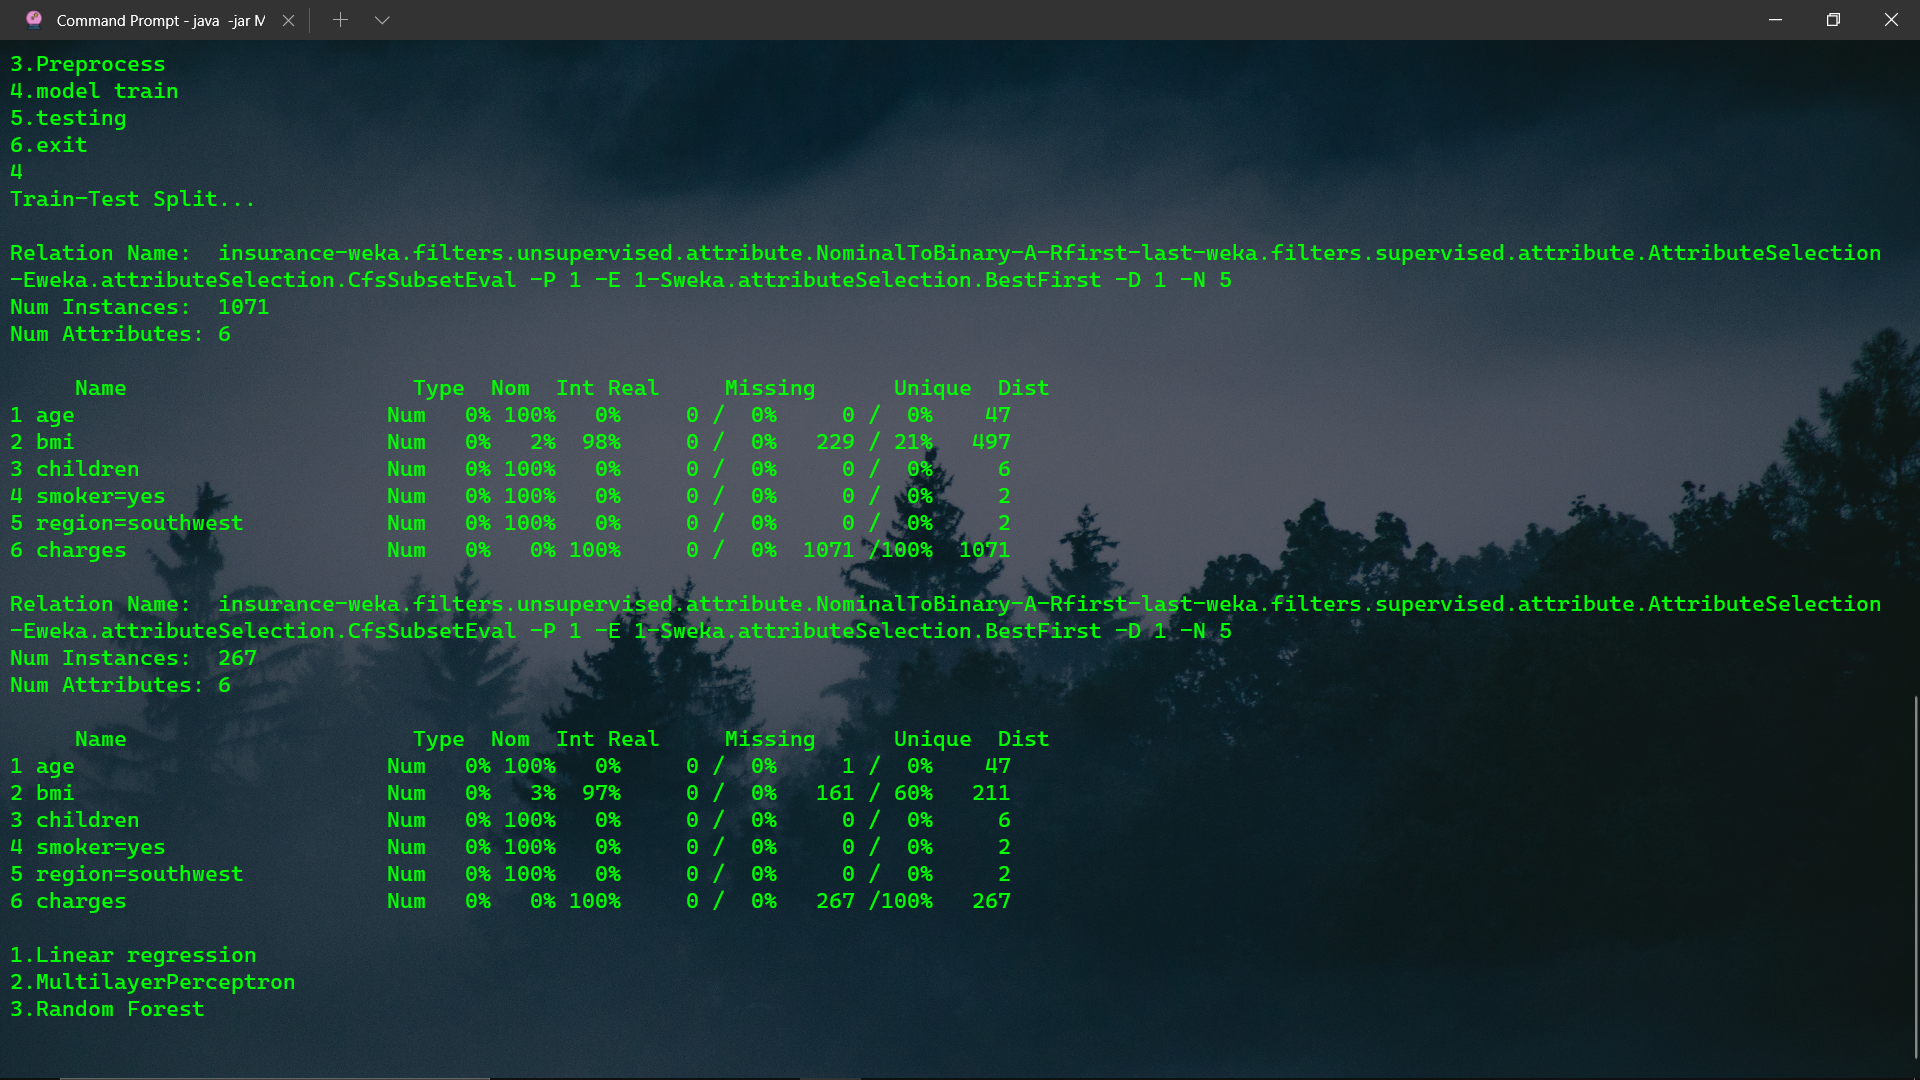 Command Prompt - java  -jar M
3.Preprocess
4.model train
5.testing
6.exit
4
Train-Test Split...
Relation Name:  insurance-weka.filters.unsupervised.attribute.NominalToBinary-A-Rfirst-last-weka.filters.supervised.attribute.AttributeSelection
-Eweka.attributeSelection.CfsSubsetEval -P 1 -E 1-Sweka.attributeSelection.BestFirst -D 1 -N 5
Num Instances:  1071
Num Attributes: 6
     Name                      Type  Nom  Int Real     Missing      Unique  Dist
1 age                        Num   0% 100%   0%     0 /  0%     0 /  0%    47
2 bmi                        Num   0%   2%  98%     0 /  0%   229 / 21%   497
3 children                   Num   0% 100%   0%     0 /  0%     0 /  0%     6
4 smoker=yes                 Num   0% 100%   0%     0 /  0%     0 /  0%     2
5 region=southwest           Num   0% 100%   0%     0 /  0%     0 /  0%     2
6 charges                    Num   0%   0% 100%     0 /  0%  1071 /100%  1071
Relation Name:  insurance-weka.filters.unsupervised.attribute.NominalToBinary-A-Rfirst-last-weka.filters.supervised.attribute.AttributeSelection
-Eweka.attributeSelection.CfsSubsetEval -P 1 -E 1-Sweka.attributeSelection.BestFirst -D 1 -N 5
Num Instances:  267
Num Attributes: 6
     Name                      Type  Nom  Int Real     Missing      Unique  Dist
1 age                        Num   0% 100%   0%     0 /  0%     1 /  0%    47
2 bmi                        Num   0%   3%  97%     0 /  0%   161 / 60%   211
3 children                   Num   0% 100%   0%     0 /  0%     0 /  0%     6
4 smoker=yes                 Num   0% 100%   0%     0 /  0%     0 /  0%     2
5 region=southwest           Num   0% 100%   0%     0 /  0%     0 /  0%     2
6 charges                    Num   0%   0% 100%     0 /  0%   267 /100%   267
1.Linear regression
2.MultilayerPerceptron
3.Random Forest